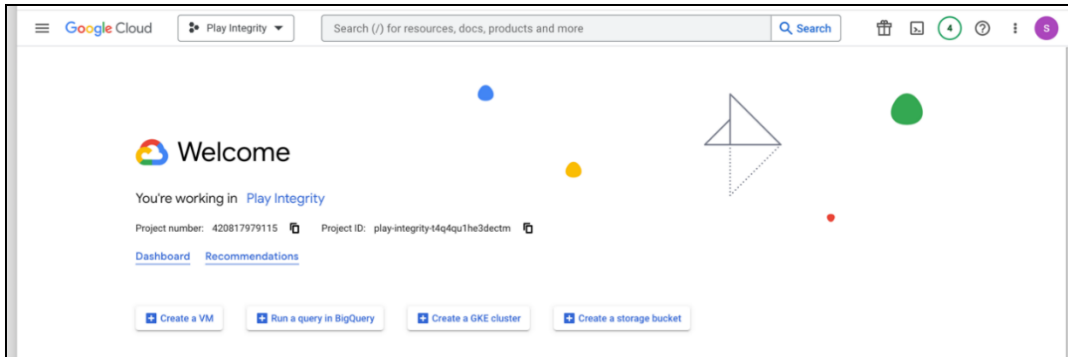 Google Cloud Play Integrity Search (/) for resources, docs, products and more Search 4 S
Welcome
You're working in Play Integrity
Project number: 420817979115 Project ID: play-integrity-t4q4qu1he3dectm
Dashboard Recommendations
Create a VM Run a query in BigQuery Create a GKE cluster Create a storage bucket